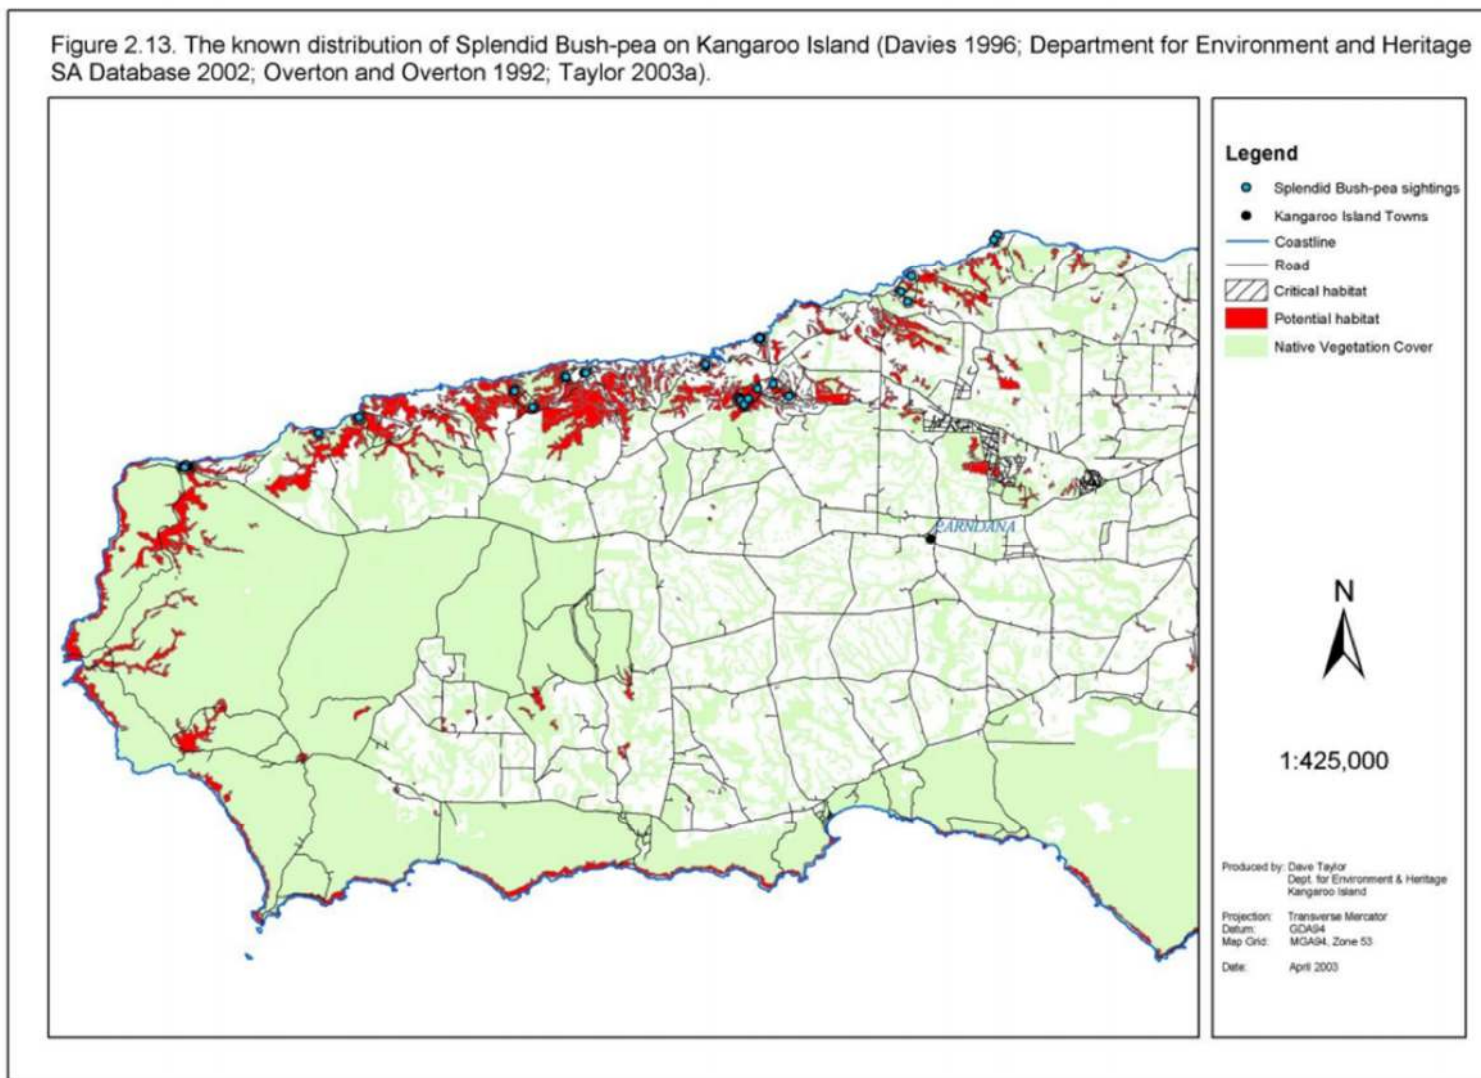 Figure 2.13. The known distribution of Splendid Bush-pea on Kangaroo Island (Davies 1996; Department for Environment and Heritage
SA Database 2002; Overton and Overton 1992; Taylor 2003a).
Legend
Splendid Bush-pea sightings
Kangaroo Island Towns
Coastline
Road
Critical habitat
Potential habitat
Native Vegetation Cover
PARNDANA
N
1:425,000
Produced by: Dave Taylor
Dept. for Environment & Heritage
Kangaroo Island
Projection: Transverse Mercator
Datum: GDA94
Map Grid: MGA94, Zone 53
Date: April 2003